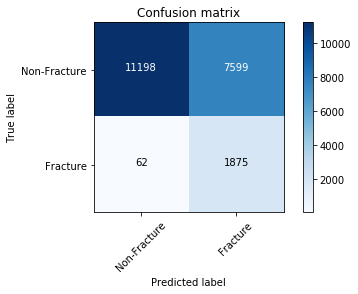 Confusion matrix
True label
Non-Fracture
11198 7599
Fracture
62 1875
Non-Fracture
Fracture
Predicted label
10000
8000
6000
4000
2000